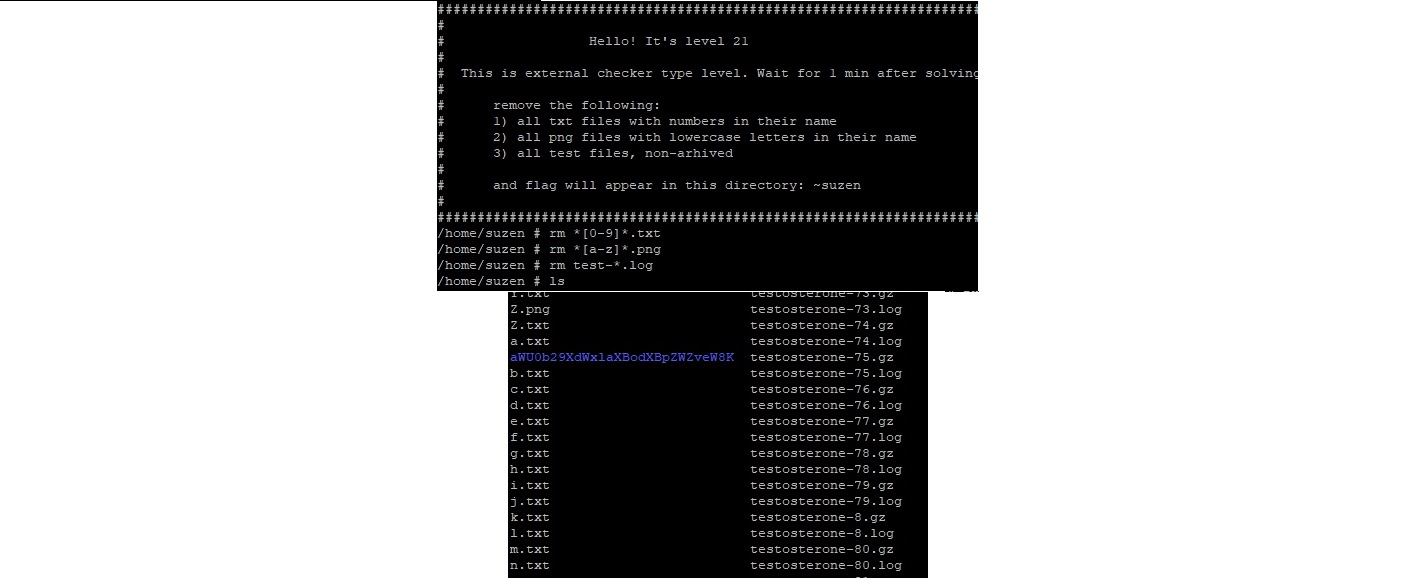 ################################################################################
#
# Hello! It's level 21
#
# This is external checker type level. Wait for 1 min after solving
#
# remove the following:
# 1) all txt files with numbers in their name
# 2) all png files with lowercase letters in their name
# 3) all test files, non-arhived
#
# and flag will appear in this directory: ~suzen
#
################################################################################
/home/suzen # rm *[0-9]*.txt
/home/suzen # rm *[a-z]*.png
/home/suzen # rm test-*.log
/home/suzen # ls
testosterone-73.gz
Z.png testosterone-73.log
Z.txt testosterone-74.gz
a.txt testosterone-74.log
aWU0b29XdWxlaXBodXBpZWZveW8K testosterone-75.gz
b.txt testosterone-75.log
c.txt testosterone-76.gz
d.txt testosterone-76.log
e.txt testosterone-77.gz
f.txt testosterone-77.log
g.txt testosterone-78.gz
h.txt testosterone-78.log
i.txt testosterone-79.gz
j.txt testosterone-79.log
k.txt testosterone-8.gz
l.txt testosterone-8.log
m.txt testosterone-80.gz
n.txt testosterone-80.log